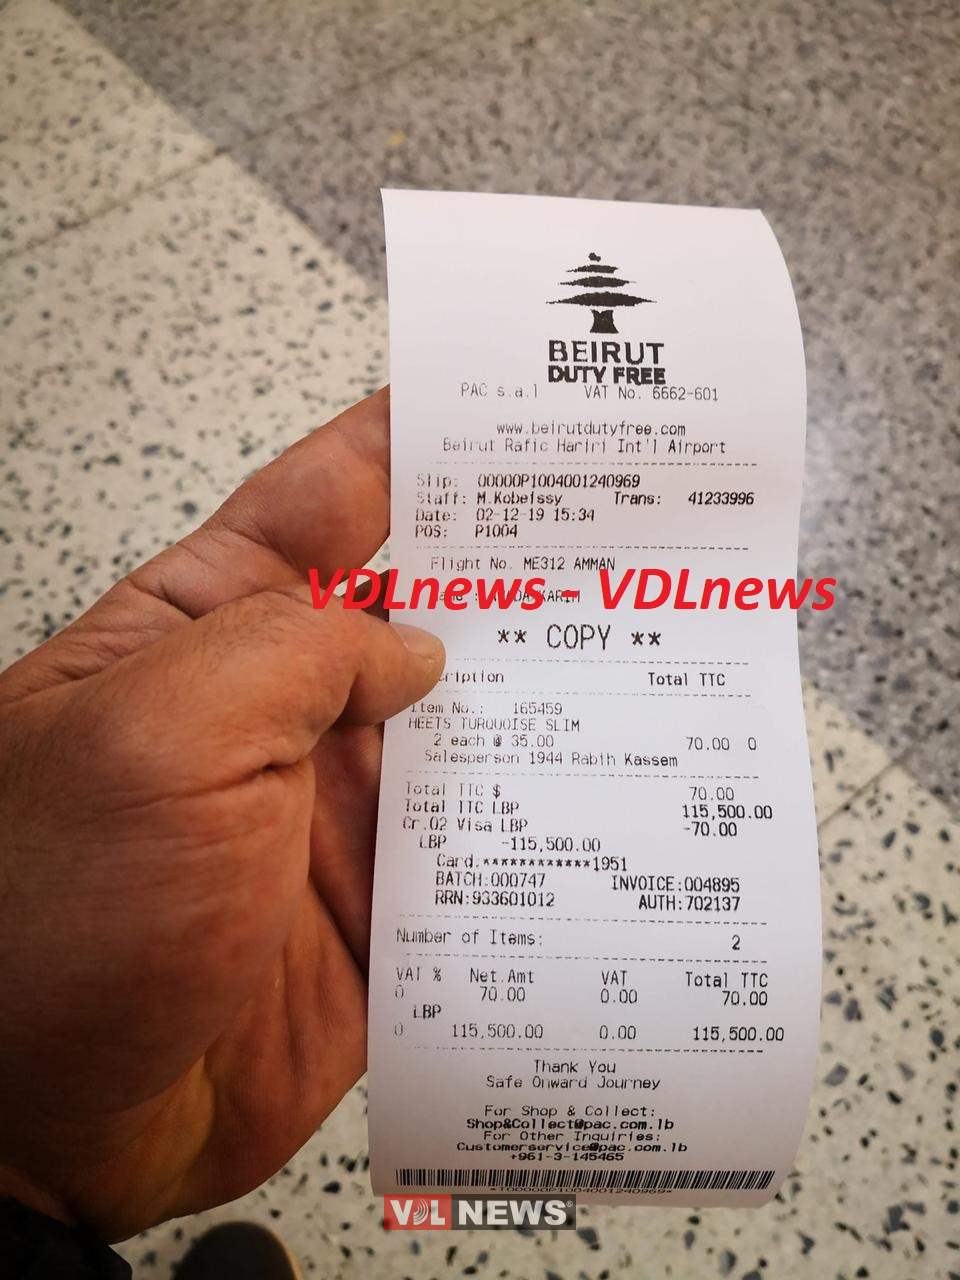 BEIRUT
DUTY FREE
PAC s.a.l VAT No. 6662-601
www.beirutdutyfree.com
Beirut Rafic Hariri Int'l Airport
Slip: 00000P1004001240969
Staff: M.Kobeissy Trans: 41233996
Date: 02-12-19 15:34
POS: P1004
Flight No. ME312 AMMAN
VDLnews - VDLnews
** COPY **
cription Total TTC
Item No.: 165459
HEETS TURQUOISE SLIM
2 each @ 35.00 70.00 0
Salesperson 1944 Rabih Kassem
Total TTC $ 70.00
Total TTC LBP 115,500.00
Cr.02 Visa LBP -70.00
LBP -115,500.00
Card:************1951
BATCH:000747 INVOICE:004895
RRN:933601012 AUTH:702137
Number of Items: 2
VAT % Net.Amt VAT Total TTC
0 70.00 0.00 70.00
LBP
0 115,500.00 0.00 115,500.00
Thank You
Safe Onward Journey
For Shop & Collect:
Shop&Collect@pac.com.lb
For Other Inquiries:
Customerservice@pac.com.lb
+961-3-145465
*T00000P1004001240969*
VDL NEWS